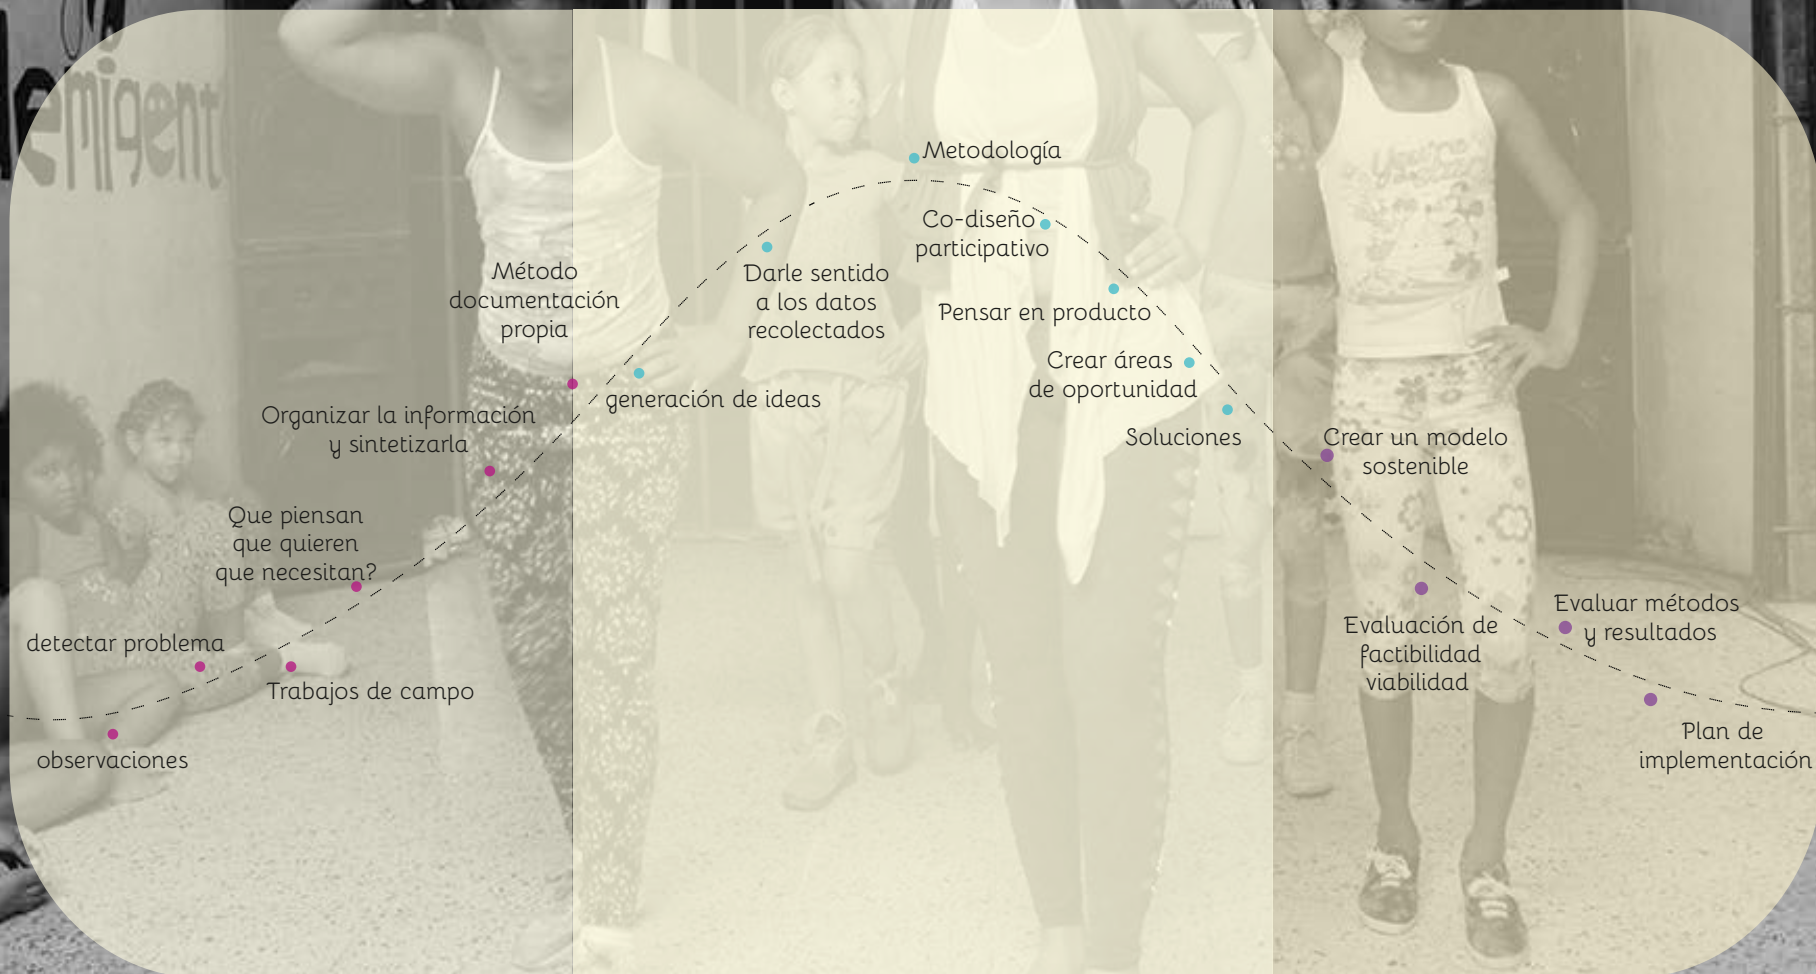 emigent
Metodología
Co-diseño
participativo
Método
documentación
propia
Darle sentido
a los datos
recolectados
Pensar en producto
Crear áreas
de oportunidad
generación de ideas
Organizar la información
y sintetizarla
Soluciones
Crear un modelo
sostenible
Que piensan
que quieren
que necesitan?
detectar problema
Trabajos de campo
observaciones
Evaluación de
factibilidad
viabilidad
Evaluar métodos
y resultados
Plan de
implementación